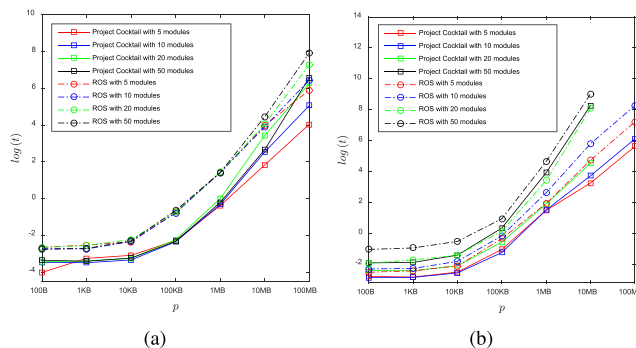 10
8
6
4
2
0
-2
-4
log (t)
100B 1KB 10KB 100KB 1MB 10MB 100MB
p
Project Cocktail with 5 modules
Project Cocktail with 10 modules
Project Cocktail with 20 modules
Project Cocktail with 50 modules
ROS with 5 modules
ROS with 10 modules
ROS with 20 modules
ROS with 50 modules
(a)
14
12
10
8
6
4
2
0
-2
log (t)
100B 1KB 10KB 100KB 1MB 10MB 100M
p
Project Cocktail with 5 modules
Project Cocktail with 10 modules
Project Cocktail with 20 modules
Project Cocktail with 50 modules
ROS with 5 modules
ROS with 10 modules
ROS with 20 modules
ROS with 50 modules
(b)